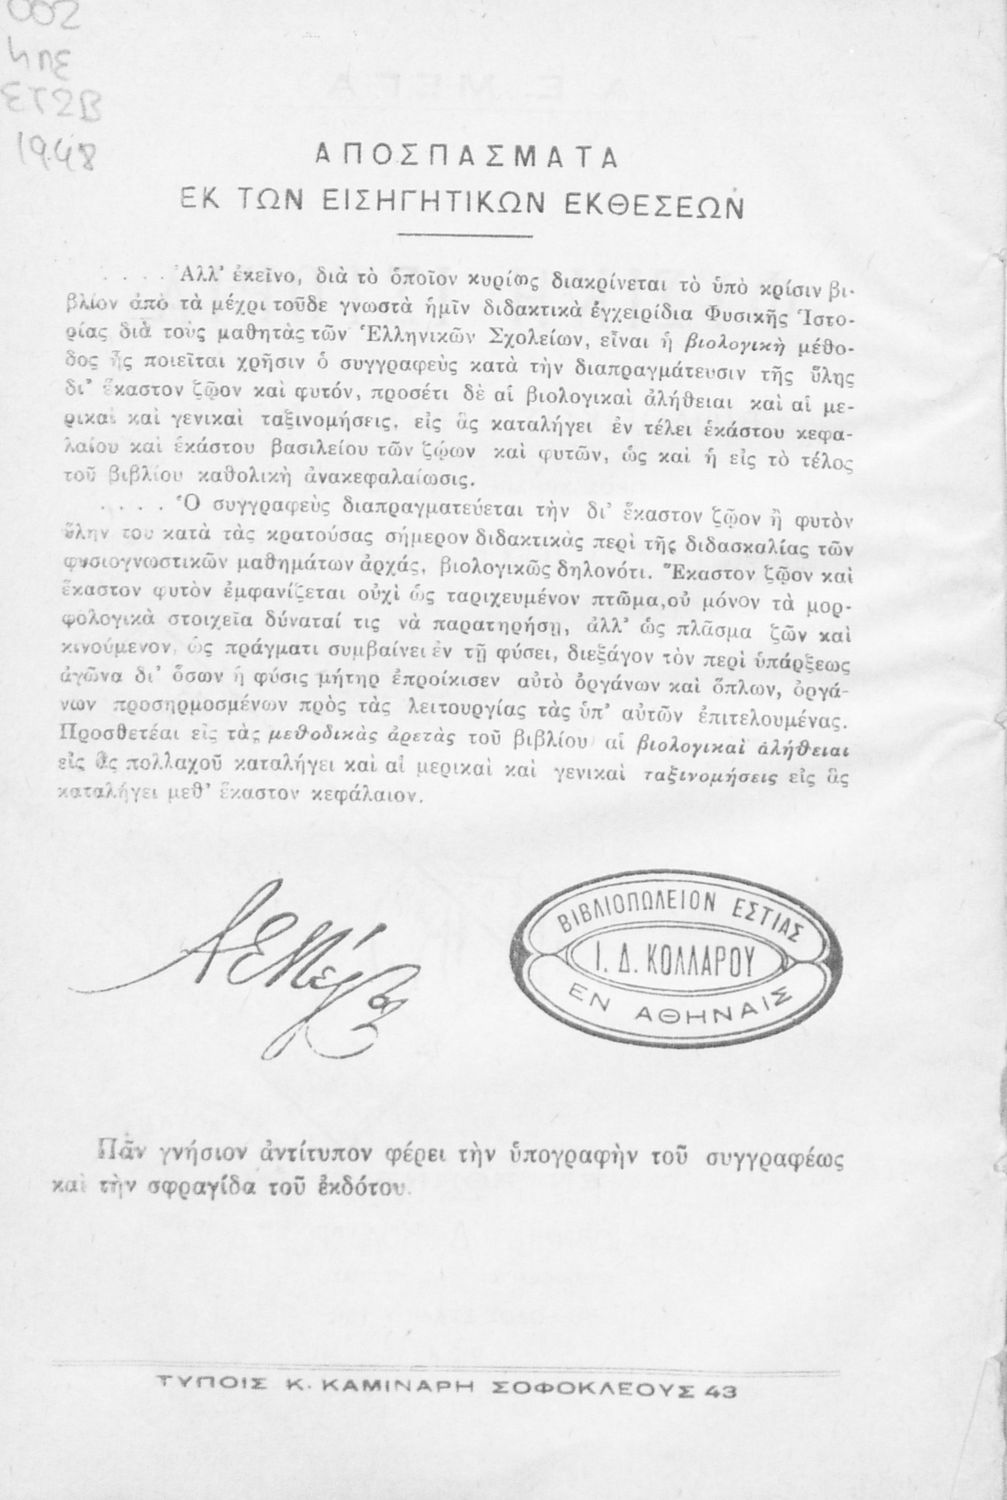 002
ΕΤ2Β
1948
ΑΠΟΣΠΑΣΜΑΤΑ
ΕΚ ΤΩΝ ΕΙΣΗΓΗΤΙΚΩΝ ΕΚΘΕΣΕΩΝ
. . . . Ἀλλ' ἐκεῖνο, διὰ τὸ ὁποῖον κυρίως διακρίνεται τὸ ὑπὸ κρίσιν βι-
βλίον ἀπὸ τὰ μέχρι τοῦδε γνωστὰ ἡμῖν διδακτικὰ ἐγχειρίδια Φυσικῆς Ἱστο-
ρίας διὰ τοὺς μαθητὰς τῶν Ἑλληνικῶν Σχολείων, εἶναι ἡ βιολογικὴ μέθο-
δος ἧς ποιεῖται χρῆσιν ὁ συγγραφεὺς κατὰ τὴν διαπραγμάτευσιν τῆς ὕλης
δι' ἕκαστον ζῷον καὶ φυτόν, προσέτι δὲ αἱ βιολογικαὶ ἀλήθειαι καὶ αἱ με-
ρικαὶ καὶ γενικαὶ ταξινομήσεις, εἰς ἃς καταλήγει ἐν τέλει ἑκάστου κεφα-
λαίου καὶ ἑκάστου βασιλείου τῶν ζῴων καὶ φυτῶν, ὡς καὶ ἡ εἰς τὸ τέλος
τοῦ βιβλίου καθολικὴ ἀνακεφαλαίωσις.
. . . . Ὁ συγγραφεὺς διαπραγματεύεται τὴν δι' ἕκαστον ζῷον ἢ φυτὸν
ὕλην του κατὰ τὰς κρατούσας σήμερον διδακτικὰς περὶ τῆς διδασκαλίας τῶν
φυσιογνωστικῶν μαθημάτων ἀρχάς, βιολογικῶς δηλονότι. Ἕκαστον ζῷον καὶ
ἕκαστον φυτὸν ἐμφανίζεται οὐχὶ ὡς ταριχευμένον πτῶμα, οὗ μόνον τὰ μορ-
φολογικὰ στοιχεῖα δύναταί τις νὰ παρατηρήσῃ, ἀλλ' ὡς πλᾶσμα ζῶν καὶ
κινούμενον, ὡς πράγματι συμβαίνει ἐν τῇ φύσει, διεξάγον τὸν περὶ ὑπάρξεως
ἀγῶνα δι' ὅσων ἡ φύσις μήτηρ ἐπροίκισεν αὐτὸ ὀργάνων καὶ ὅπλων, ὀργά-
νων προσηρμοσμένων πρὸς τὰς λειτουργίας τὰς ὑπ' αὐτῶν ἐπιτελουμένας.
Προσθετέαι εἰς τὰς μεθοδικὰς ἀρετὰς τοῦ βιβλίου αἱ βιολογικαὶ ἀλήθειαι
εἰς ἃς πολλαχοῦ καταλήγει καὶ αἱ μερικαὶ καὶ γενικαὶ ταξινομήσεις εἰς ἃς
καταλήγει μεθ' ἕκαστον κεφάλαιον.
ΑΕΜέγας
ΒΙΒΛΙΟΠΩΛΕΙΟΝ ΕΣΤΙΑΣ
Ι. Δ. ΚΟΛΛΑΡΟΥ
ΕΝ ΑΘΗΝΑΙΣ
Πᾶν γνήσιον ἀντίτυπον φέρει τὴν ὑπογραφὴν τοῦ συγγραφέως
καὶ τὴν σφραγίδα τοῦ ἐκδότου.
ΤΥΠΟΙΣ Κ. ΚΑΜΙΝΑΡΗ ΣΟΦΟΚΛΕΟΥΣ 43